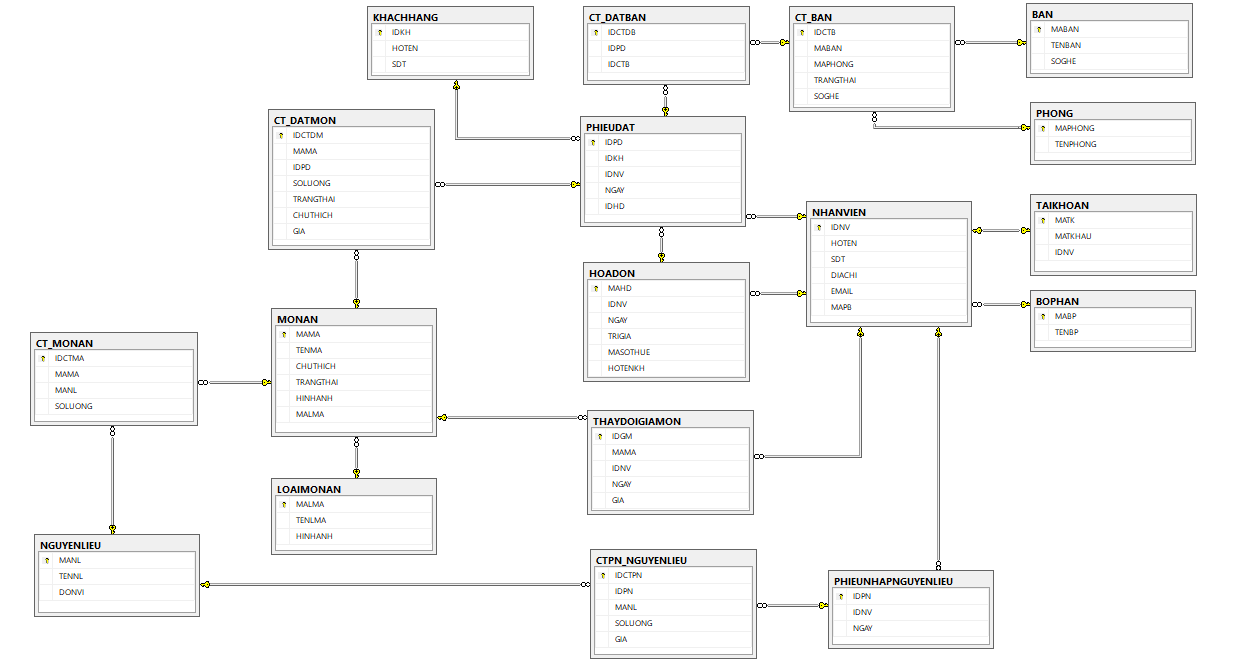 KHACHHANG
IDKH
HOTEN
SDT
CT_DATBAN
IDCTDB
IDPD
IDCTB
CT_BAN
IDCTB
MABAN
MAPHONG
TRANGTHAI
SOGHE
BAN
MABAN
TENBAN
SOGHE
PHONG
MAPHONG
TENPHONG
CT_DATMON
IDCTDM
MAMA
IDPD
SOLUONG
TRANGTHAI
CHUTHICH
GIA
PHIEUDAT
IDPD
IDKH
IDNV
NGAY
IDHD
NHANVIEN
IDNV
HOTEN
SDT
DIACHI
EMAIL
MAPB
TAIKHOAN
MATK
MATKHAU
IDNV
BOPHAN
MABP
TENBP
HOADON
MAHD
IDNV
NGAY
TRIGIA
MASOTHUE
HOTENKH
MONAN
MAMA
TENMA
CHUTHICH
TRANGTHAI
HINHANH
MALMA
CT_MONAN
IDCTMA
MAMA
MANL
SOLUONG
THAYDOIGIAMON
IDGM
MAMA
IDNV
NGAY
GIA
LOAIMONAN
MALMA
TENLMA
HINHANH
NGUYENLIEU
MANL
TENNL
DONVI
CTPN_NGUYENLIEU
IDCTPN
IDPN
MANL
SOLUONG
GIA
PHIEUNHAPNGUYENLIEU
IDPN
IDNV
NGAY